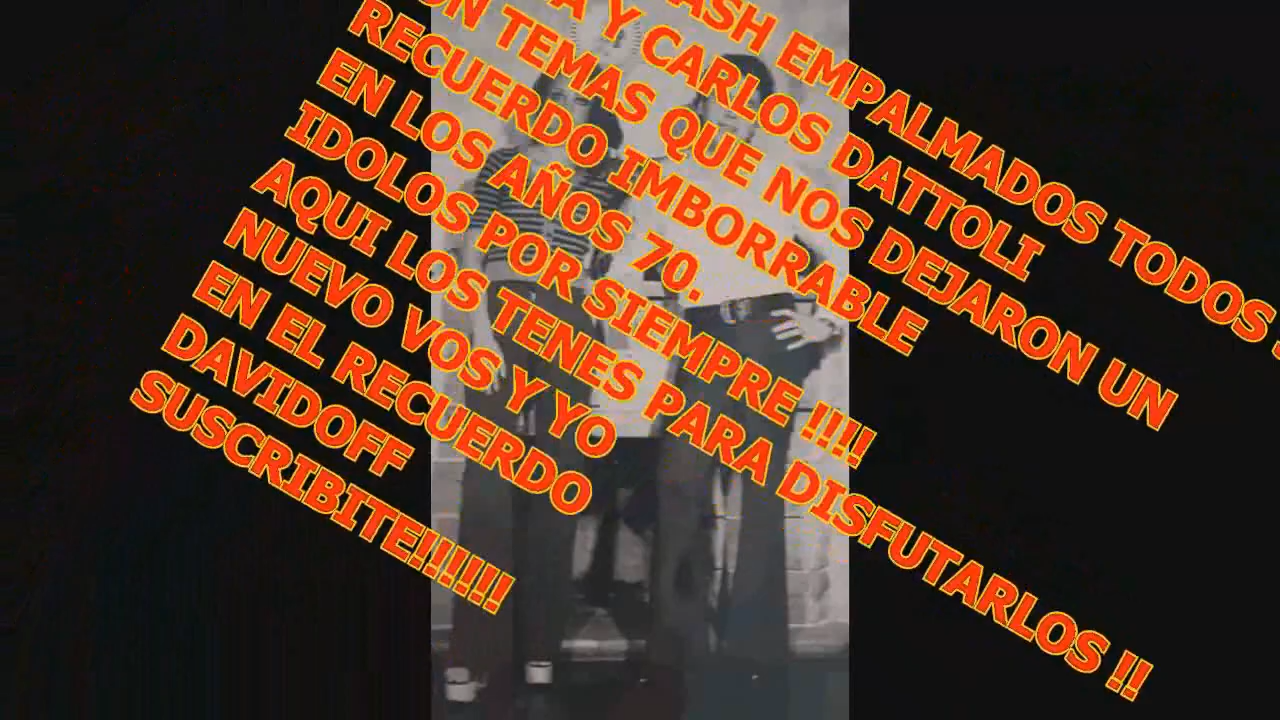 ASH EMPALMADOS TODOS
A Y CARLOS DATTOLI
ON TEMAS QUE NOS DEJARON UN
RECUERDO IMBORRABLE
EN LOS AÑOS 70.
IDOLOS POR SIEMPRE !!!!
AQUI LOS TENES PARA DISFUTARLOS !!
NUEVO VOS Y YO
EN EL RECUERDO
DAVIDOFF
SUSCRIBITE!!!!!!!